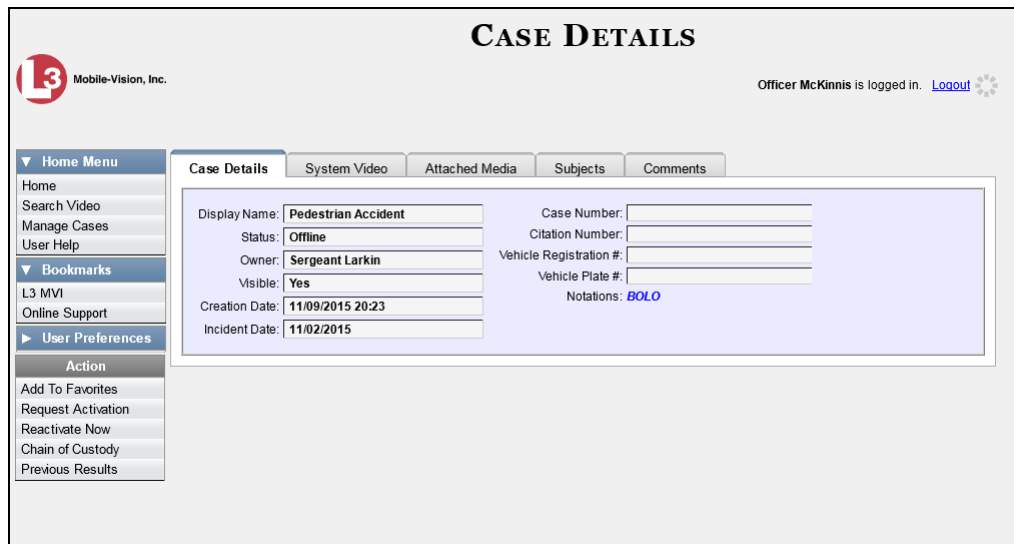 CASE DETAILS
L3 Mobile-Vision, Inc.
Officer McKinnis is logged in. Logout
▼ Home Menu
Home
Search Video
Manage Cases
User Help
▼ Bookmarks
L3 MVI
Online Support
► User Preferences
Action
Add To Favorites
Request Activation
Reactivate Now
Chain of Custody
Previous Results
Case Details System Video Attached Media Subjects Comments
Display Name: Pedestrian Accident
Status: Offline
Owner: Sergeant Larkin
Visible: Yes
Creation Date: 11/09/2015 20:23
Incident Date: 11/02/2015
Case Number:
Citation Number:
Vehicle Registration #:
Vehicle Plate #:
Notations: BOLO